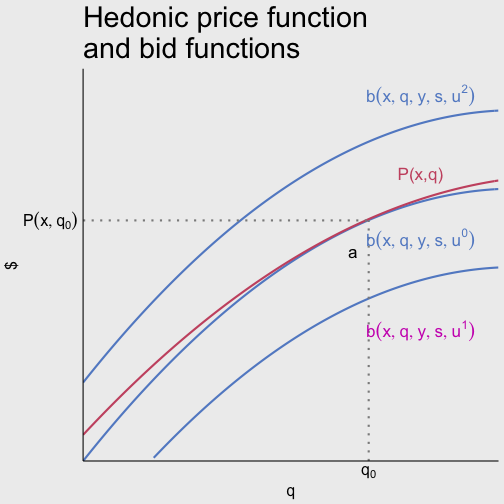 Hedonic price function
and bid functions
b(x, q, y, s, u²)
P(x,q)
P(x, q₀)
b(x, q, y, s, u⁰)
a
$
b(x, q, y, s, u¹)
q₀
q